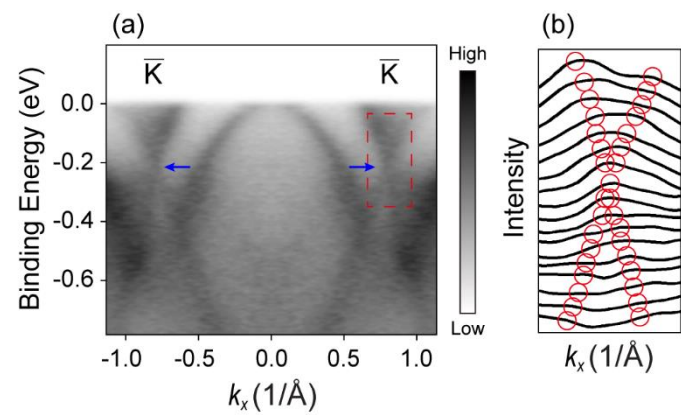 (a)
K̅
K̅
Binding Energy (eV)
0.0
-0.2
-0.4
-0.6
-1.0
-0.5
0.0
0.5
1.0
kₓ (1/Å)
High
Low
(b)
Intensity
kₓ (1/Å)